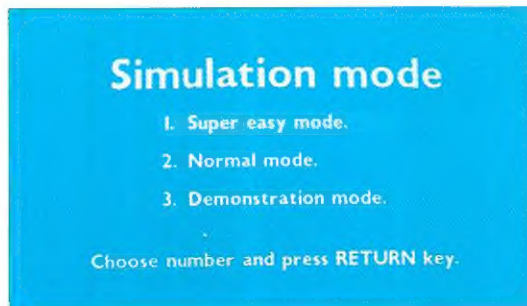 Simulation mode
1. Super easy mode.
2. Normal mode.
3. Demonstration mode.
Choose number and press RETURN key.